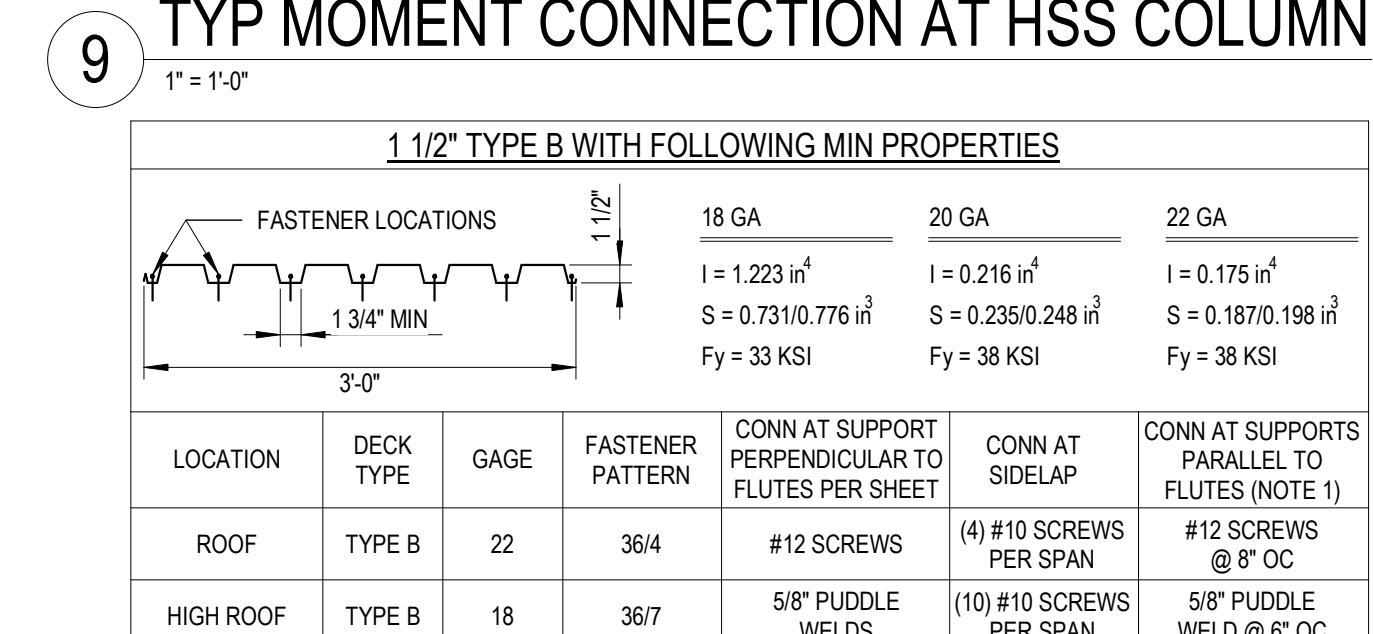 9
TYP MOMENT CONNECTION AT HSS COLUMN
1" = 1'-0"
1 1/2" TYPE B WITH FOLLOWING MIN PROPERTIES
FASTENER LOCATIONS
1 1/2"
1 3/4" MIN
3'-0"
18 GA
I = 1.223 in⁴
S = 0.731/0.776 in³
Fy = 33 KSI
20 GA
I = 0.216 in⁴
S = 0.235/0.248 in³
Fy = 38 KSI
22 GA
I = 0.175 in⁴
S = 0.187/0.198 in³
Fy = 38 KSI
LOCATION
DECK
TYPE
GAGE
FASTENER
PATTERN
CONN AT SUPPORT
PERPENDICULAR TO
FLUTES PER SHEET
CONN AT
SIDELAP
CONN AT SUPPORTS
PARALLEL TO
FLUTES (NOTE 1)
ROOF
TYPE B
22
36/4
#12 SCREWS
(4) #10 SCREWS
PER SPAN
#12 SCREWS
@ 8" OC
HIGH ROOF
TYPE B
18
36/7
5/8" PUDDLE
WELDS
(10) #10 SCREWS
PER SPAN
5/8" PUDDLE
WELD @ 6" OC